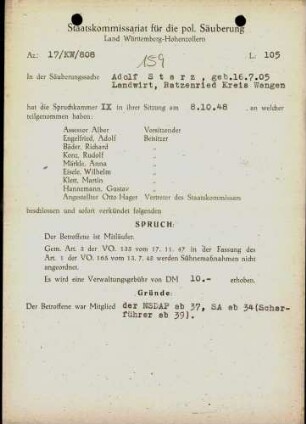 Staatskommissariat für die pol. Säuberung
Land Württemberg-Hohenzollern
Az.: 17/KW/808
159
L: 105
In der Säuberungssache Adolf Sterz, geb.16.7.05
Landwirt, Ratzenried Kreis Wangen
hat die Spruchkammer IX in ihrer Sitzung am 8.10.48 , an welcher
teilgenommen haben:
Assessor Alber Vorsitzender
Engelfried, Adolf Beisitzer
Bäder, Richard "
Kenz, Rudolf "
Märkle, Anna "
Eisele, Wilhelm "
Klett, Martin "
Hannemann, Gustav "
Angestellter Otto Hager Vertreter des Staatskommissars
beschlossen und sofort verkündet folgenden
SPRUCH:
Der Betroffene ist Mitläufer.
Gem. Art. 3 der VO. 132 vom 17. 11. 47 in der Fassung des
Art. 1 der VO. 165 vom 13. 7. 48 werden Sühnemaßnahmen nicht
angeordnet.
Es wird eine Verwaltungsgebühr von DM 10.- erhoben.
Gründe:
Der Betroffene war Mitglied der NSDAP ab 37, SA ab 34(Schar-
führer ab 39).